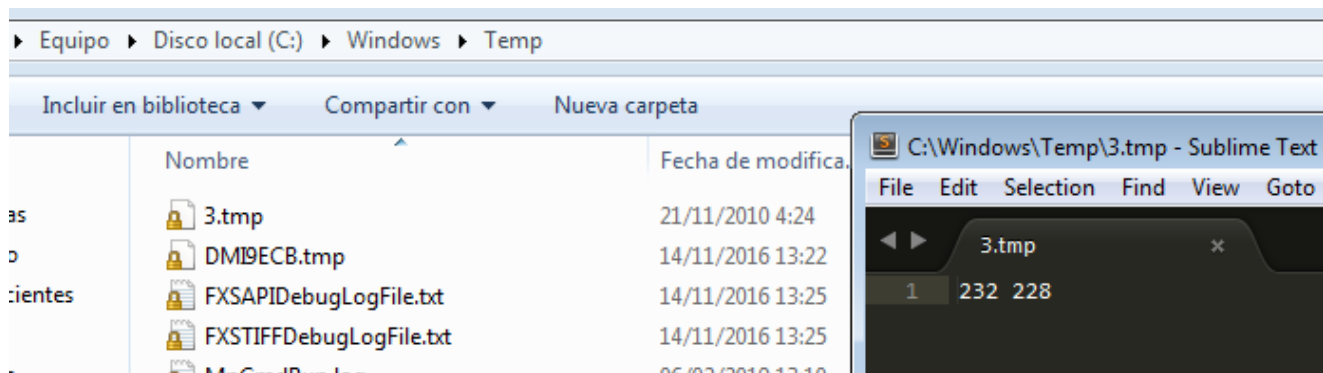 Equipo Disco local (C:) Windows Temp
Incluir en biblioteca Compartir con Nueva carpeta
Nombre Fecha de modifica.
3.tmp 21/11/2010 4:24
DMI9ECB.tmp 14/11/2016 13:22
FXSAPIDebugLogFile.txt 14/11/2016 13:25
FXSTIFFDebugLogFile.txt 14/11/2016 13:25
as
o
cientes
C:\Windows\Temp\3.tmp - Sublime Text
File Edit Selection Find View Goto
3.tmp ×
1 232 228